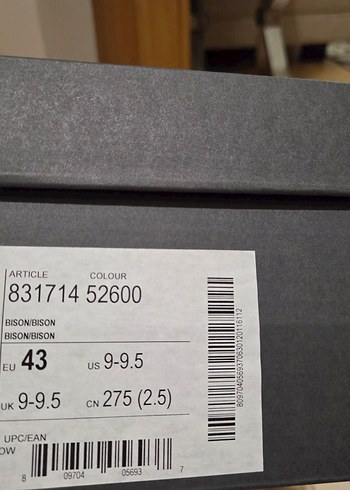 ARTICLE COLOUR
831714 52600
BISON/BISON
BISON/BISON
EU 43 US 9-9.5
UK 9-9.5 CN 275 (2.5)
UPC/EAN
OW
8 09704 05693 7